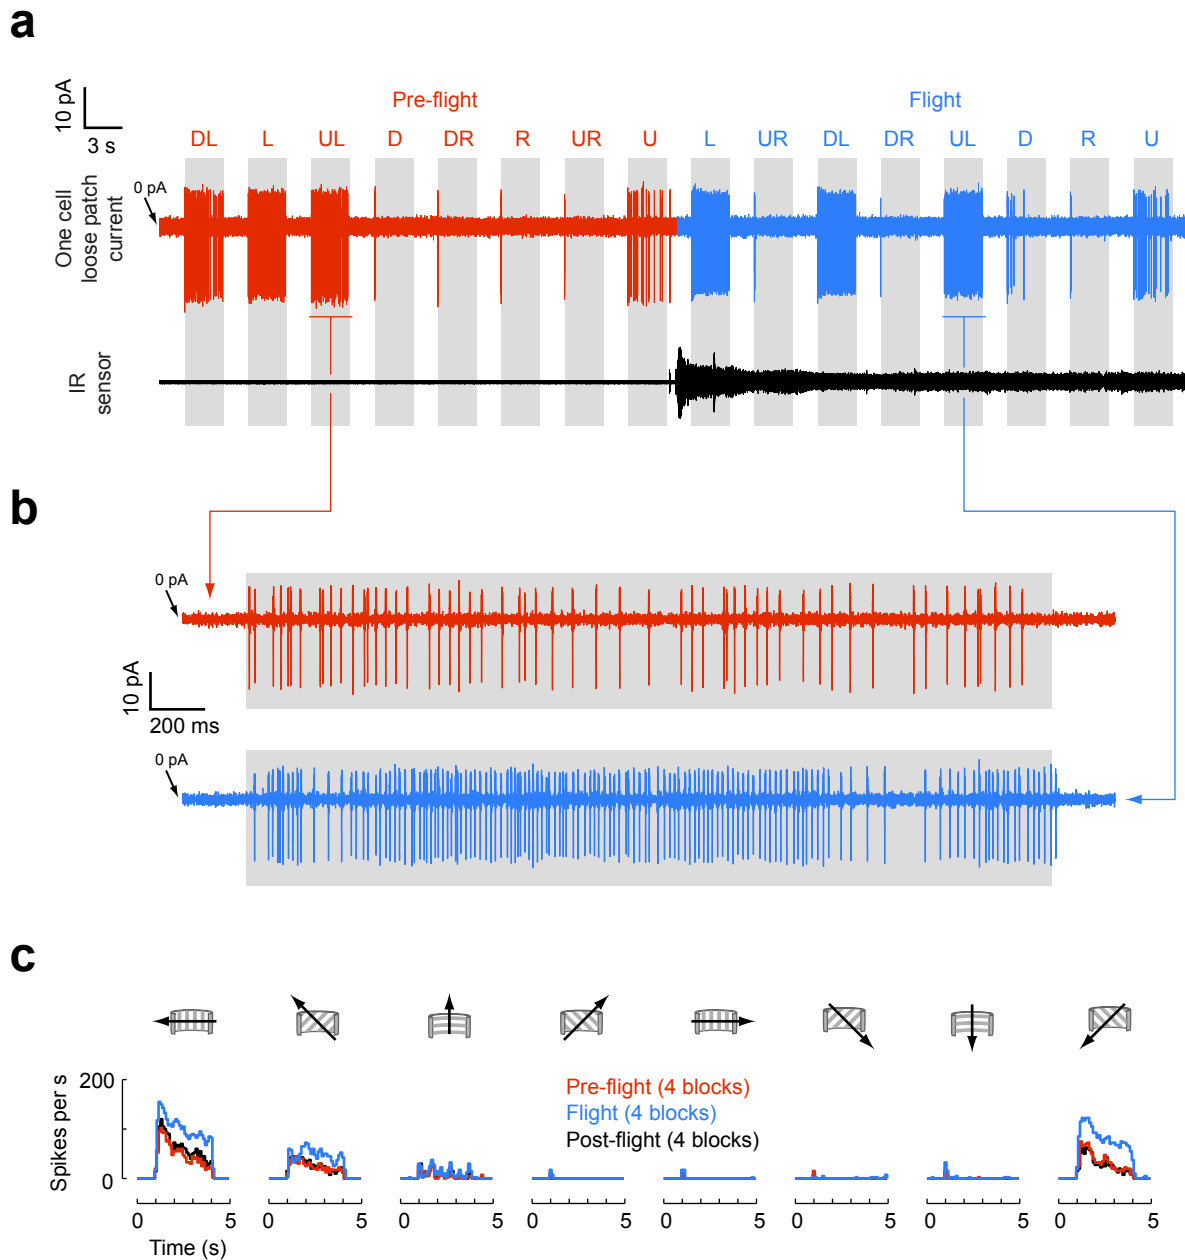 a
10 pA
3 s
Pre-flight
Flight
DL L UL D DR R UR U L UR DL DR UL D R U
0 pA
One cell
loose patch
current
IR
sensor
b
0 pA
10 pA
200 ms
0 pA
c
Pre-flight (4 blocks)
Flight (4 blocks)
Post-flight (4 blocks)
Spikes per s
200
0
0 5 0 5 0 5 0 5 0 5 0 5 0 5 0 5
Time (s)